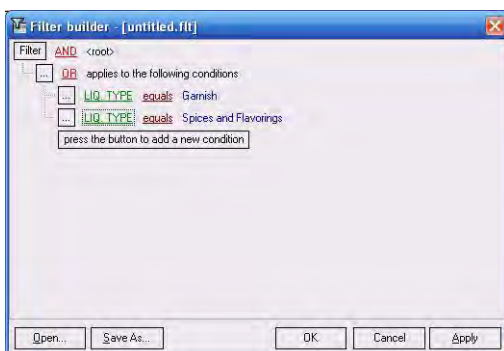 Filter builder - [untitled.flt]
Filter AND <root>
... OR applies to the following conditions
... LIQ. TYPE equals Garnish
... LIQ. TYPE equals Spices and Flavorings
press the button to add a new condition
Open... Save As... OK Cancel Apply